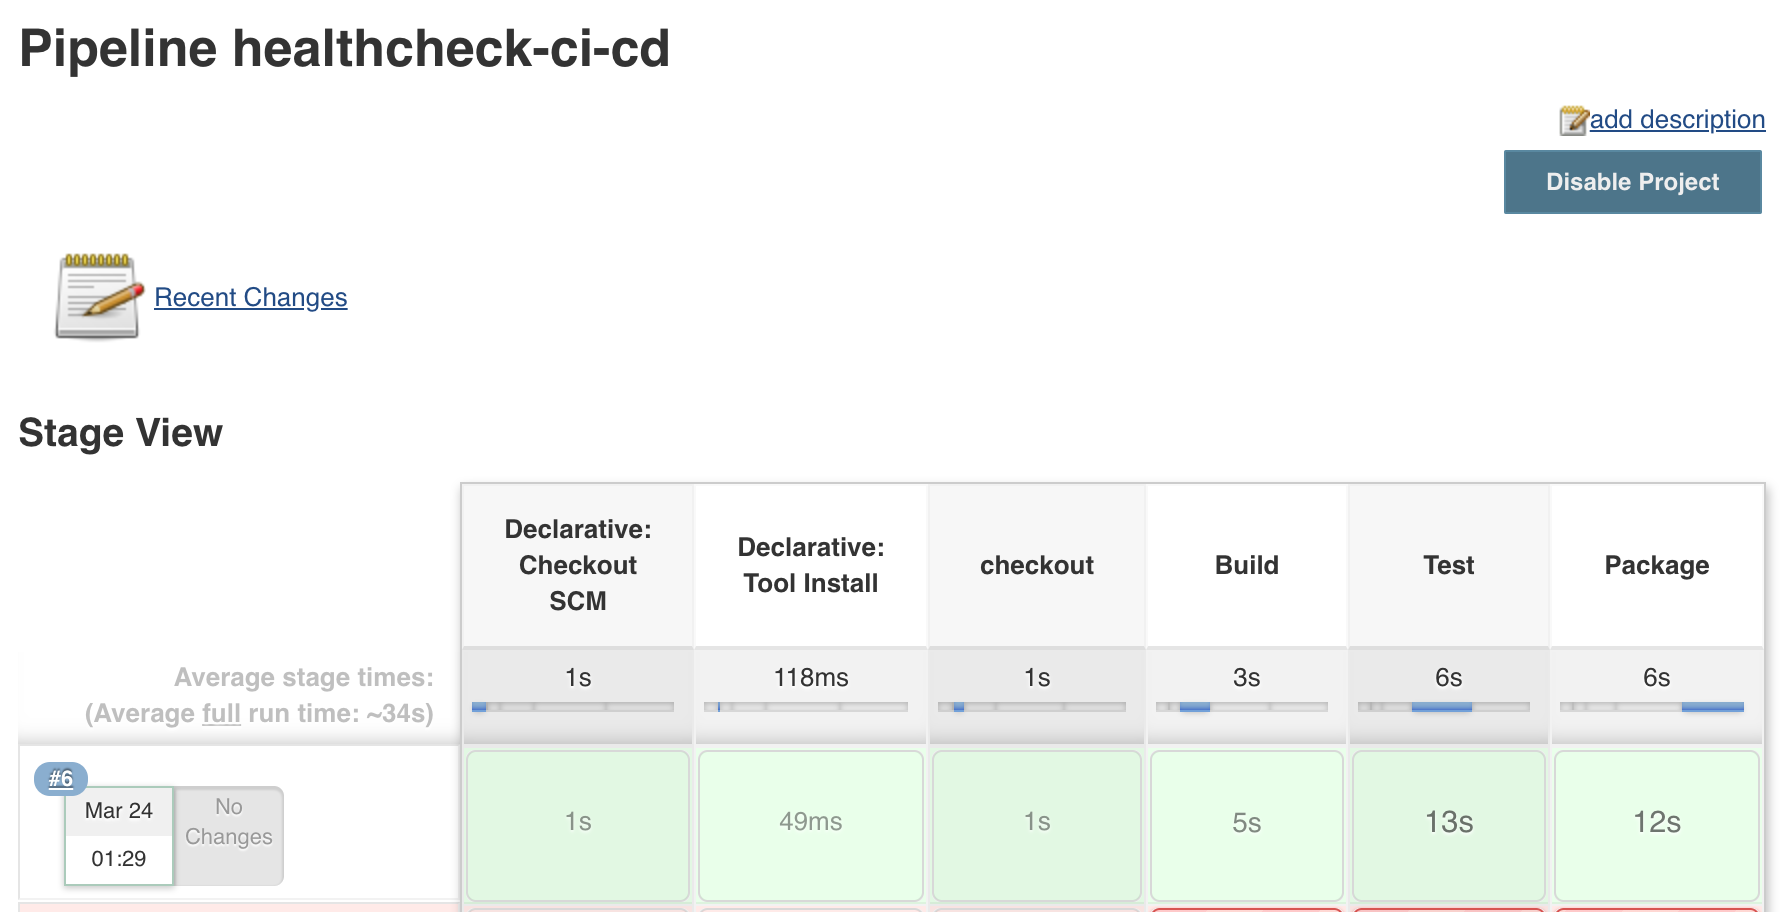 Pipeline healthcheck-ci-cd
add description
Disable Project
Recent Changes
Stage View
Declarative:
Checkout
SCM
Declarative:
Tool Install
checkout
Build
Test
Package
Average stage times:
(Average full run time: ~34s)
1s
118ms
1s
3s
6s
6s
#6
Mar 24
01:29
No
Changes
1s
49ms
1s
5s
13s
12s